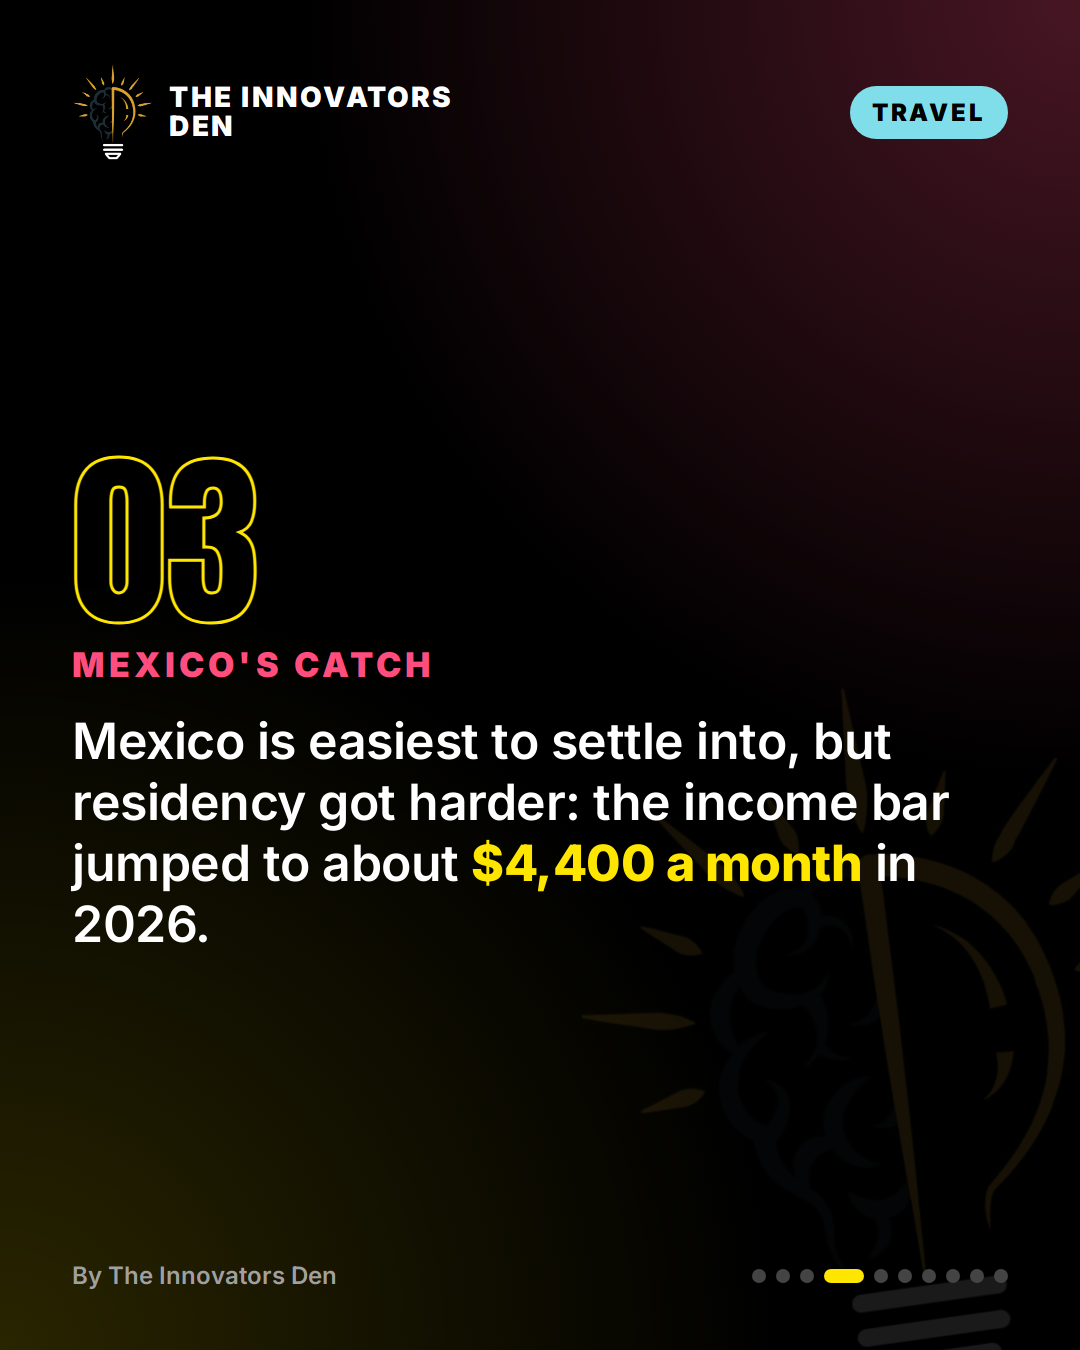 THE INNOVATORS
DEN
TRAVEL
03
MEXICO'S CATCH
Mexico is easiest to settle into, but
residency got harder: the income bar
jumped to about $4,400 a month in
2026.
By The Innovators Den